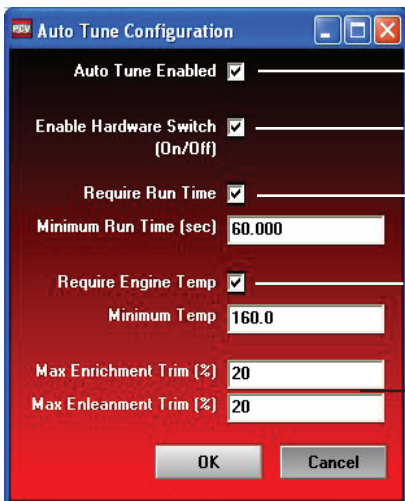 PCV Auto Tune Configuration
Auto Tune Enabled
Enable Hardware Switch
(On/Off)
Require Run Time
Minimum Run Time (sec) 60.000
Require Engine Temp
Minimum Temp 160.0
Max Enrichment Trim (%) 20
Max Enleanment Trim (%) 20
OK Cancel